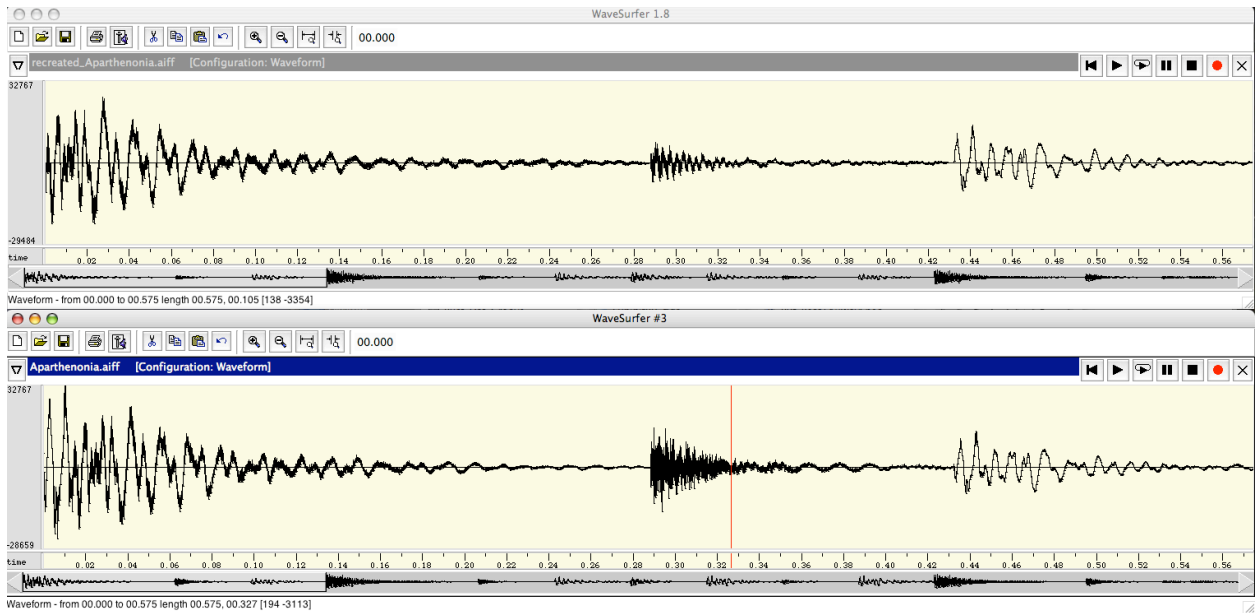 WaveSurfer 1.8
00.000
recreated_Aparthenonia.aiff [Configuration: Waveform]
32767
-29484
time 0.02 0.04 0.06 0.08 0.10 0.12 0.14 0.16 0.18 0.20 0.22 0.24 0.26 0.28 0.30 0.32 0.34 0.36 0.38 0.40 0.42 0.44 0.46 0.48 0.50 0.52 0.54 0.56
Waveform - from 00.000 to 00.575 length 00.575, 00.105 [138 -3354]
WaveSurfer #3
00.000
Aparthenonia.aiff [Configuration: Waveform]
32767
-28659
time 0.02 0.04 0.06 0.08 0.10 0.12 0.14 0.16 0.18 0.20 0.22 0.24 0.26 0.28 0.30 0.32 0.34 0.36 0.38 0.40 0.42 0.44 0.46 0.48 0.50 0.52 0.54 0.56
Waveform - from 00.000 to 00.575 length 00.575, 00.327 [194 -3113]